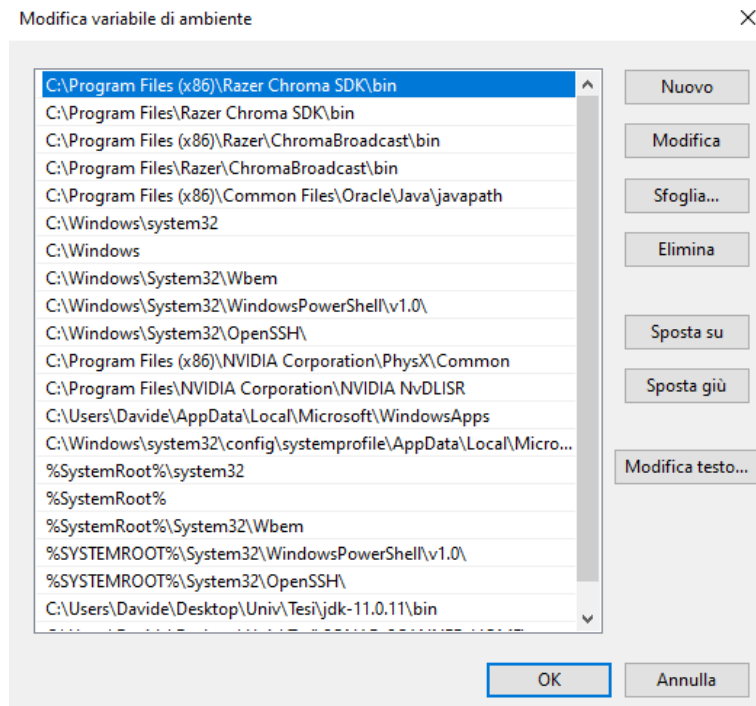 Modifica variabile di ambiente
C:\Program Files (x86)\Razer Chroma SDK\bin
C:\Program Files\Razer Chroma SDK\bin
C:\Program Files (x86)\Razer\ChromaBroadcast\bin
C:\Program Files\Razer\ChromaBroadcast\bin
C:\Program Files (x86)\Common Files\Oracle\Java\javapath
C:\Windows\system32
C:\Windows
C:\Windows\System32\Wbem
C:\Windows\System32\WindowsPowerShell\v1.0\
C:\Windows\System32\OpenSSH\
C:\Program Files (x86)\NVIDIA Corporation\PhysX\Common
C:\Program Files\NVIDIA Corporation\NVIDIA NvDLISR
C:\Users\Davide\AppData\Local\Microsoft\WindowsApps
C:\Windows\system32\config\systemprofile\AppData\Local\Micro...
%SystemRoot%\system32
%SystemRoot%
%SystemRoot%\System32\Wbem
%SYSTEMROOT%\System32\WindowsPowerShell\v1.0\
%SYSTEMROOT%\System32\OpenSSH\
C:\Users\Davide\Desktop\Univ\Tesi\jdk-11.0.11\bin
Nuovo
Modifica
Sfoglia...
Elimina
Sposta su
Sposta giù
Modifica testo...
OK
Annulla